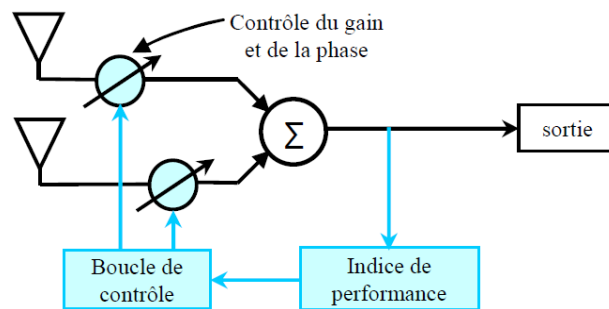 Contrôle du gain
et de la phase
Σ
sortie
Boucle de
contrôle
Indice de
performance